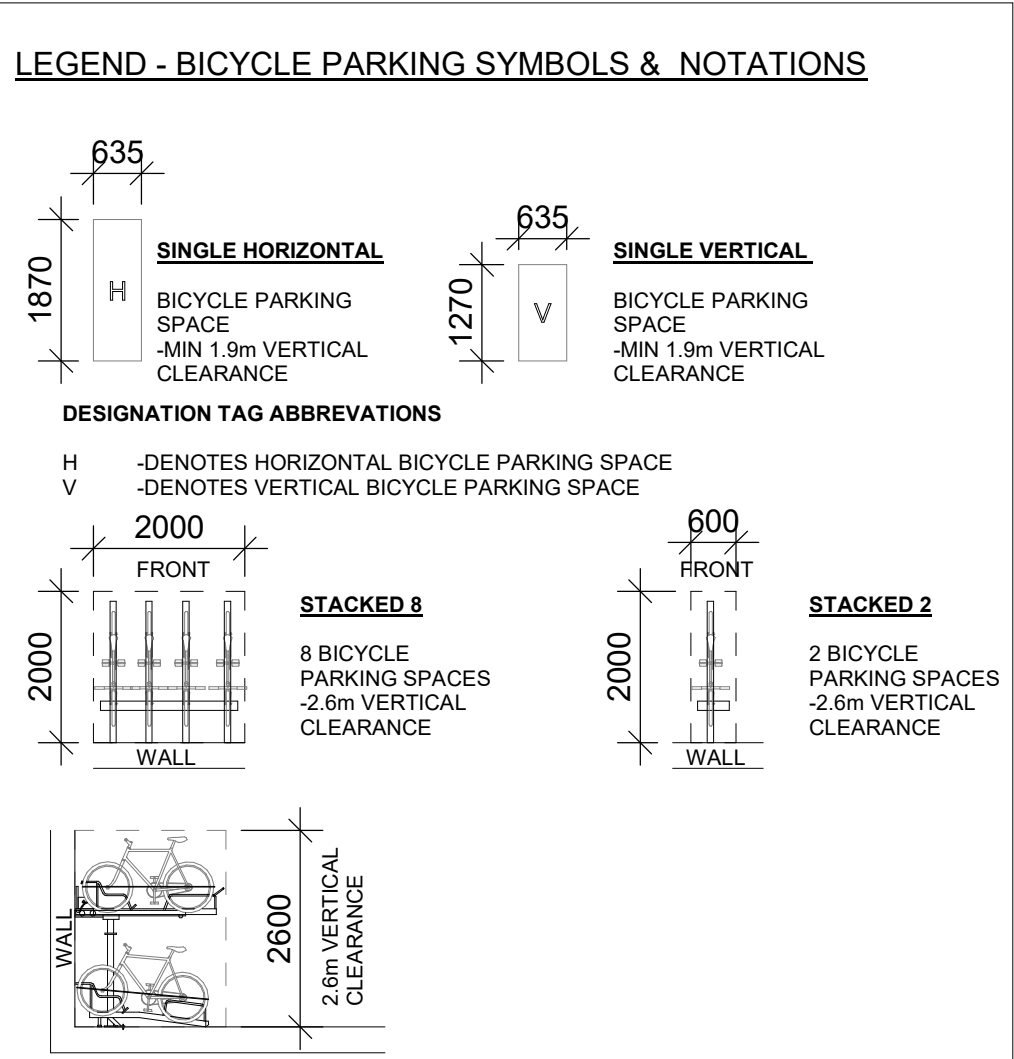 LEGEND - BICYCLE PARKING SYMBOLS & NOTATIONS
635
1870
H
SINGLE HORIZONTAL
BICYCLE PARKING
SPACE
-MIN 1.9m VERTICAL
CLEARANCE
635
1270
V
SINGLE VERTICAL
BICYCLE PARKING
SPACE
-MIN 1.9m VERTICAL
CLEARANCE
DESIGNATION TAG ABBREVATIONS
H -DENOTES HORIZONTAL BICYCLE PARKING SPACE
V -DENOTES VERTICAL BICYCLE PARKING SPACE
2000
FRONT
2000
WALL
STACKED 8
8 BICYCLE
PARKING SPACES
-2.6m VERTICAL
CLEARANCE
600
FRONT
2000
WALL
STACKED 2
2 BICYCLE
PARKING SPACES
-2.6m VERTICAL
CLEARANCE
WALL
2600
2.6m VERTICAL
CLEARANCE